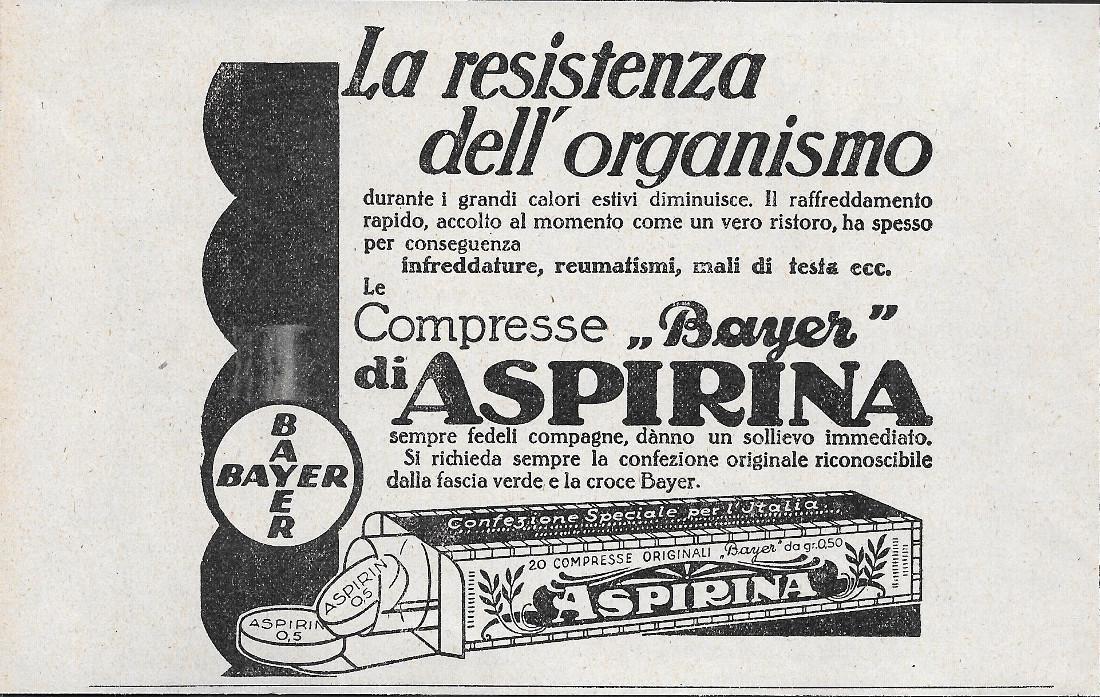 La resistenza
dell'organismo
durante i grandi calori estivi diminuisce. Il raffreddamento
rapido, accolto al momento come un vero ristoro, ha spesso
per conseguenza
infreddature, reumatismi, mali di testa ecc.
Le
Compresse „Bayer”
di ASPIRINA
sempre fedeli compagne, dànno un sollievo immediato.
Si richieda sempre la confezione originale riconoscibile
dalla fascia verde e la croce Bayer.
BAYER
BAYER
Confezione Speciale per l'Italia...
20 COMPRESSE ORIGINALI „Bayer” da gr. 0,50
ASPIRINA
ASPIRIN
0,5
ASPIRIN
0,5